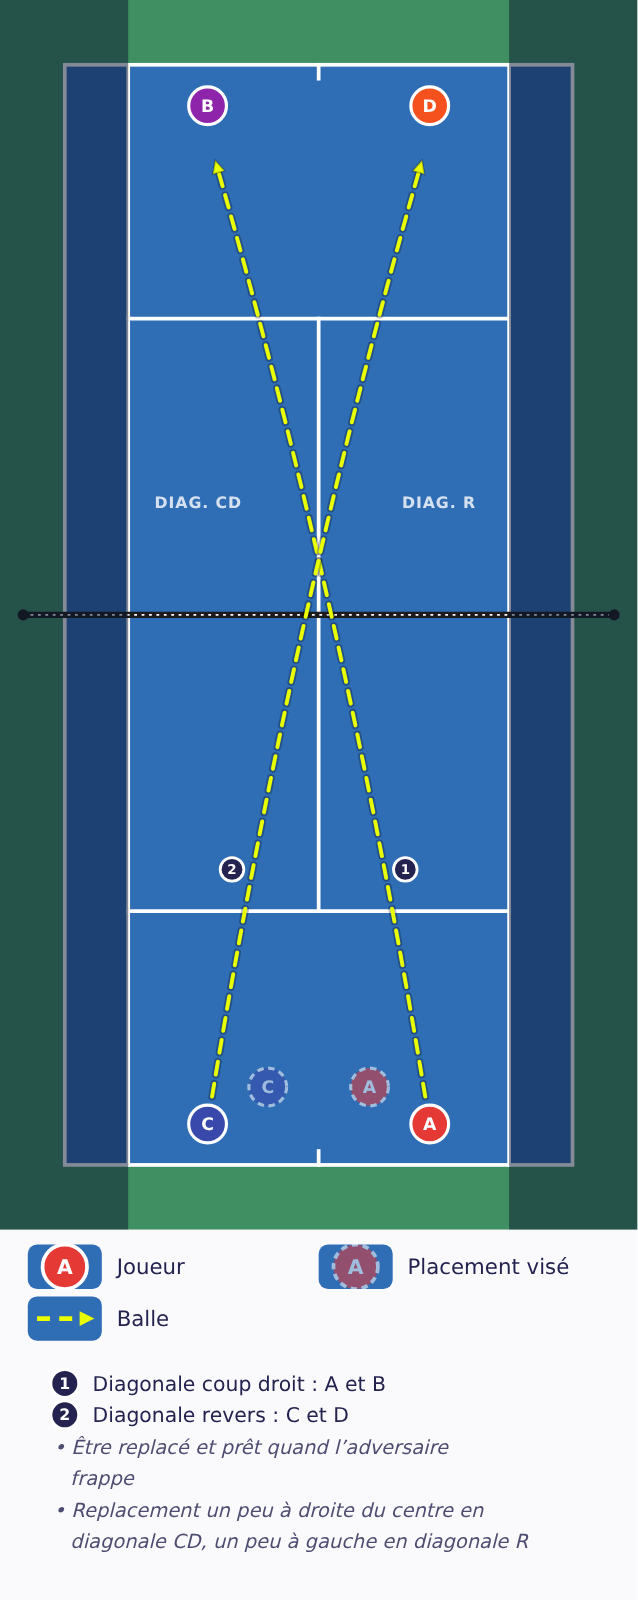 B D
DIAG. CD DIAG. R
2 1
C A
C A
A Joueur A Placement visé
Balle
1 Diagonale coup droit : A et B
2 Diagonale revers : C et D
• Être replacé et prêt quand l’adversaire
frappe
• Replacement un peu à droite du centre en
diagonale CD, un peu à gauche en diagonale R